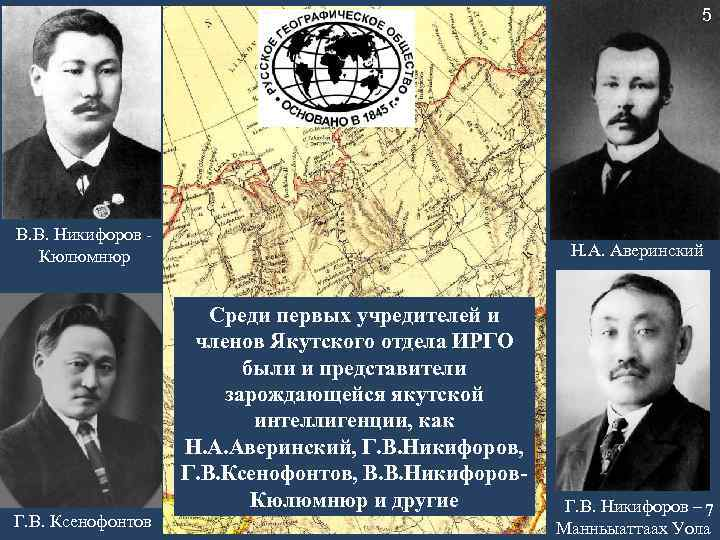 5
РУССКОЕ ГЕОГРАФИЧЕСКОЕ ОБЩЕСТВО
• ОСНОВАНО В 1845 г. •
В.В. Никифоров -
Кюлюмнюр
Н.А. Аверинский
Среди первых учредителей и
членов Якутского отдела ИРГО
были и представители
зарождающейся якутской
интеллигенции, как
Н.А.Аверинский, Г.В.Никифоров,
Г.В.Ксенофонтов, В.В.Никифоров-
Кюлюмнюр и другие
Г.В. Ксенофонтов
Г.В. Никифоров – 7
Манньыаттаах Уола